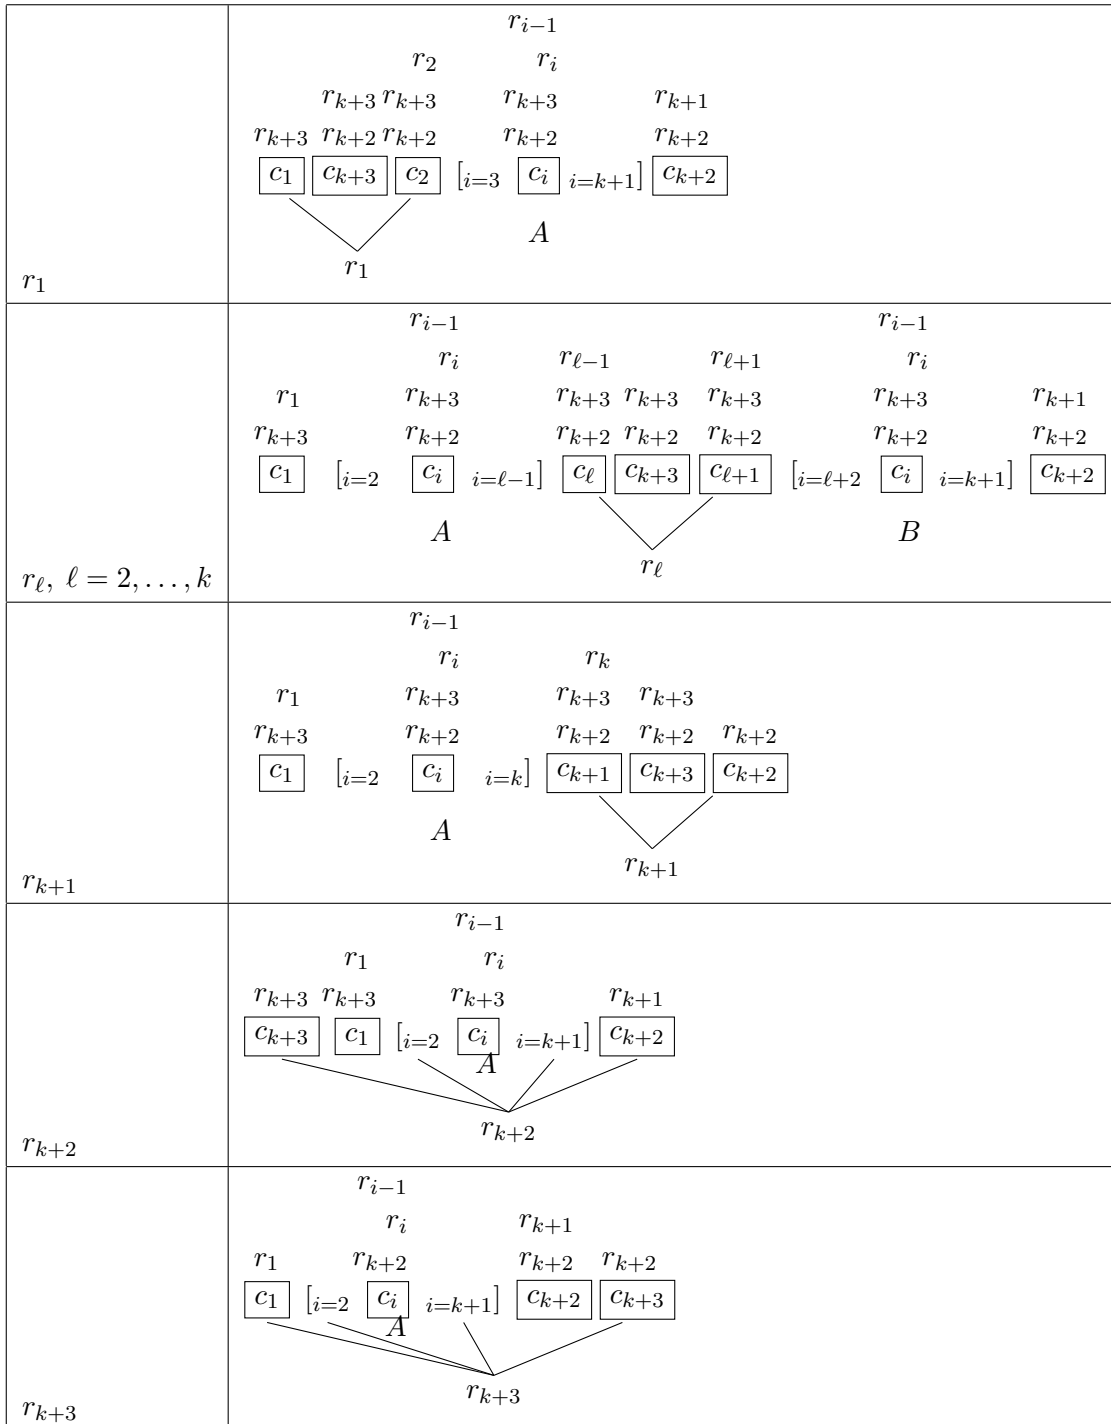 r_{i-1}
r_2 r_i
r_{k+3} r_{k+3} r_{k+3} r_{k+1}
r_{k+3} r_{k+2} r_{k+2} r_{k+2} r_{k+2}
c_1 c_{k+3} c_2 [_{i=3} c_i _{i=k+1}] c_{k+2}
A
r_1
r_1
r_{i-1} r_{i-1}
r_i r_{ℓ-1} r_{ℓ+1} r_i
r_1 r_{k+3} r_{k+3} r_{k+3} r_{k+3} r_{k+3} r_{k+1}
r_{k+3} r_{k+2} r_{k+2} r_{k+2} r_{k+2} r_{k+2} r_{k+2}
c_1 [_{i=2} c_i _{i=ℓ-1}] c_ℓ c_{k+3} c_{ℓ+1} [_{i=ℓ+2} c_i _{i=k+1}] c_{k+2}
A B
r_ℓ
r_ℓ, ℓ = 2, . . . , k
r_{i-1}
r_i r_k
r_1 r_{k+3} r_{k+3} r_{k+3}
r_{k+3} r_{k+2} r_{k+2} r_{k+2} r_{k+2}
c_1 [_{i=2} c_i _{i=k}] c_{k+1} c_{k+3} c_{k+2}
A
r_{k+1}
r_{k+1}
r_{i-1}
r_1 r_i
r_{k+3} r_{k+3} r_{k+3} r_{k+1}
c_{k+3} c_1 [_{i=2} c_i _{i=k+1}] c_{k+2}
A
r_{k+2}
r_{k+2}
r_{i-1}
r_i r_{k+1}
r_1 r_{k+2} r_{k+2} r_{k+2}
c_1 [_{i=2} c_i _{i=k+1}] c_{k+2} c_{k+3}
A
r_{k+3}
r_{k+3}